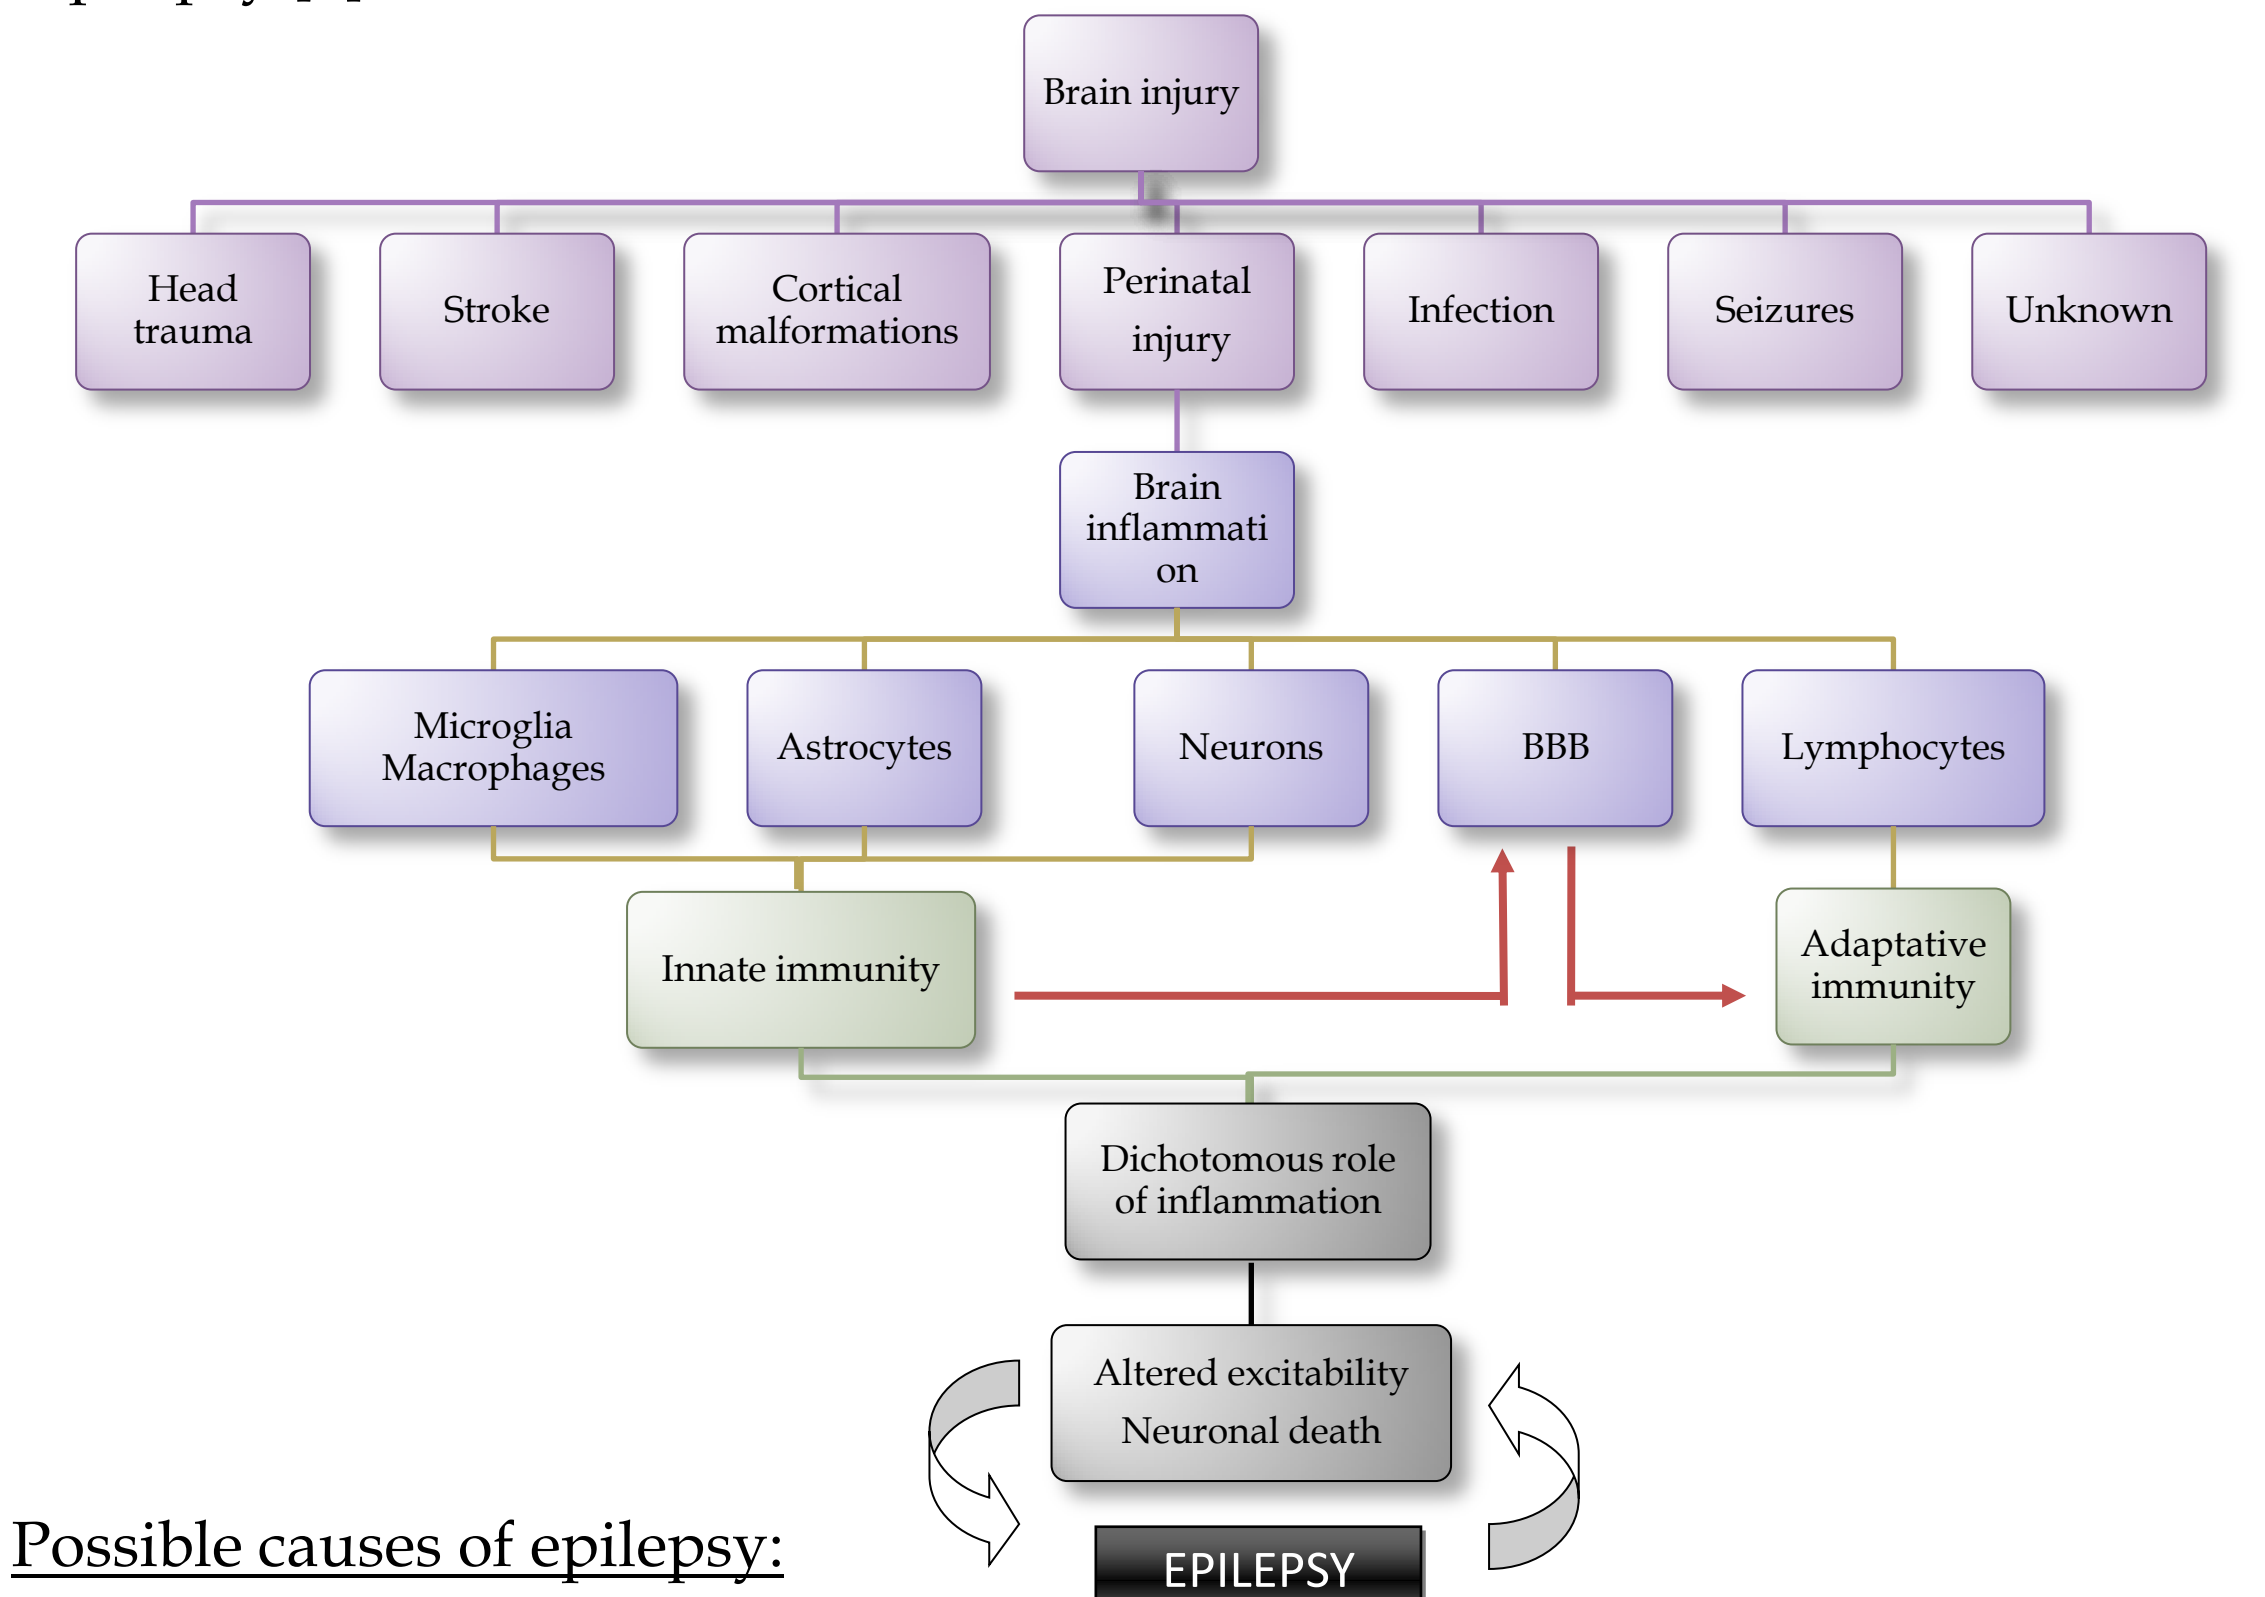 Brain injury
Head
trauma
Stroke
Cortical
malformations
Perinatal
injury
Infection
Seizures
Unknown
Brain
inflammati
on
Microglia
Macrophages
Astrocytes
Neurons
BBB
Lymphocytes
Innate immunity
Adaptative
immunity
Dichotomous role
of inflammation
Altered excitability
Neuronal death
EPILEPSY
Possible causes of epilepsy: